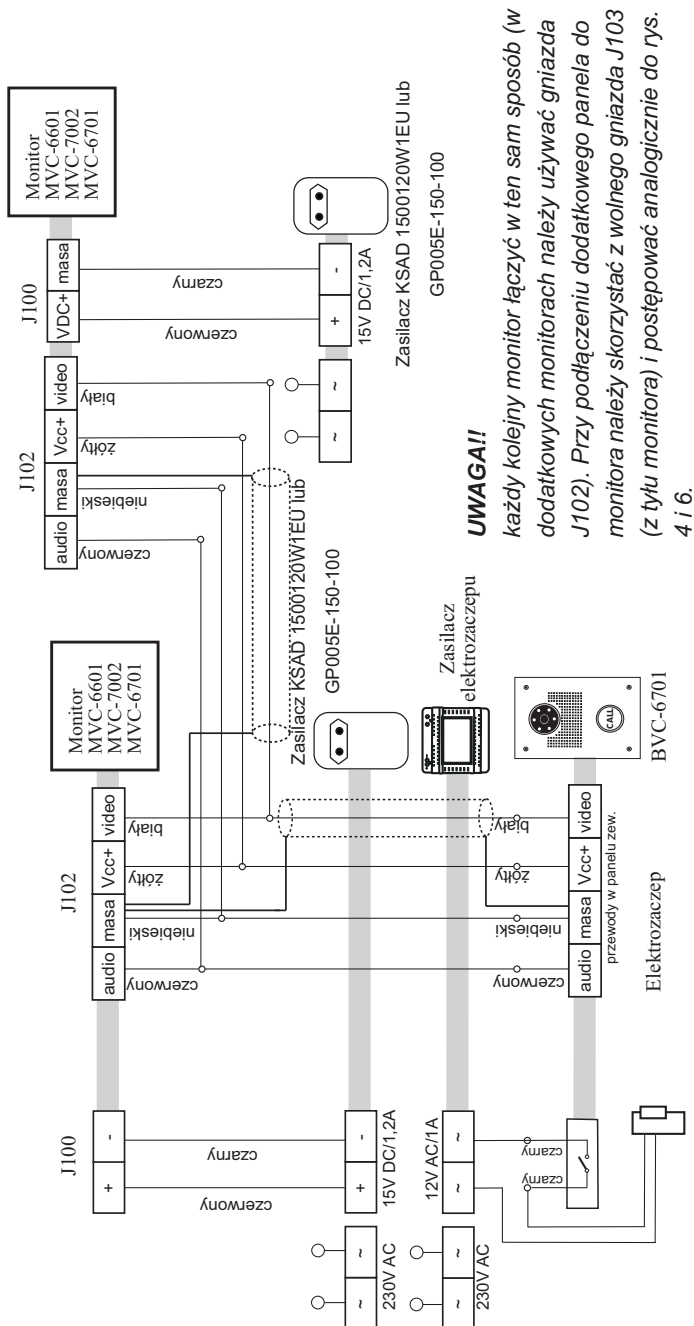 J100
+
-
czerwony
czarny
J102
audio
masa
Vcc+
video
czerwony
niebieski
żółty
biały
Monitor
MVC-6601
MVC-7002
MVC-6701
J102
audio
masa
Vcc+
video
czerwony
niebieski
żółty
biały
J100
VDC+
masa
czerwony
czarny
Monitor
MVC-6601
MVC-7002
MVC-6701
~
~
+
-
15V DC/1,2A
Zasilacz KSAD 1500120W1EU lub
GP005E-150-100
~
~
230V AC
+
-
15V DC/1,2A
Zasilacz KSAD 1500120W1EU lub
GP005E-150-100
~
~
230V AC
~
~
12V AC/1A
Zasilacz
elektrozaczepu
czarny
czarny
czerwony
niebieski
żółty
biały
audio
masa
Vcc+
video
przewody w panelu zew.
CALL
BVC-6701
Elektrozaczep
UWAGA!!
każdy kolejny monitor łączyć w ten sam sposób (w
dodatkowych monitorach należy używać gniazda
J102). Przy podłączeniu dodatkowego panela do
monitora należy skorzystać z wolnego gniazda J103
(z tyłu monitora) i postępować analogicznie do rys.
4 i 6.